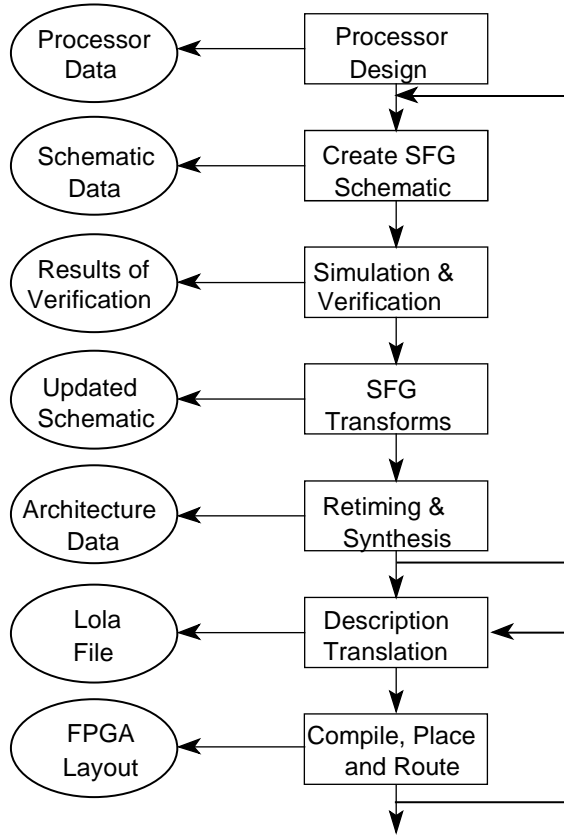 Processor
Data
Processor
Design
Schematic
Data
Create SFG
Schematic
Results of
Verification
Simulation &
Verification
Updated
Schematic
SFG
Transforms
Architecture
Data
Retiming &
Synthesis
Lola
File
Description
Translation
FPGA
Layout
Compile, Place
and Route